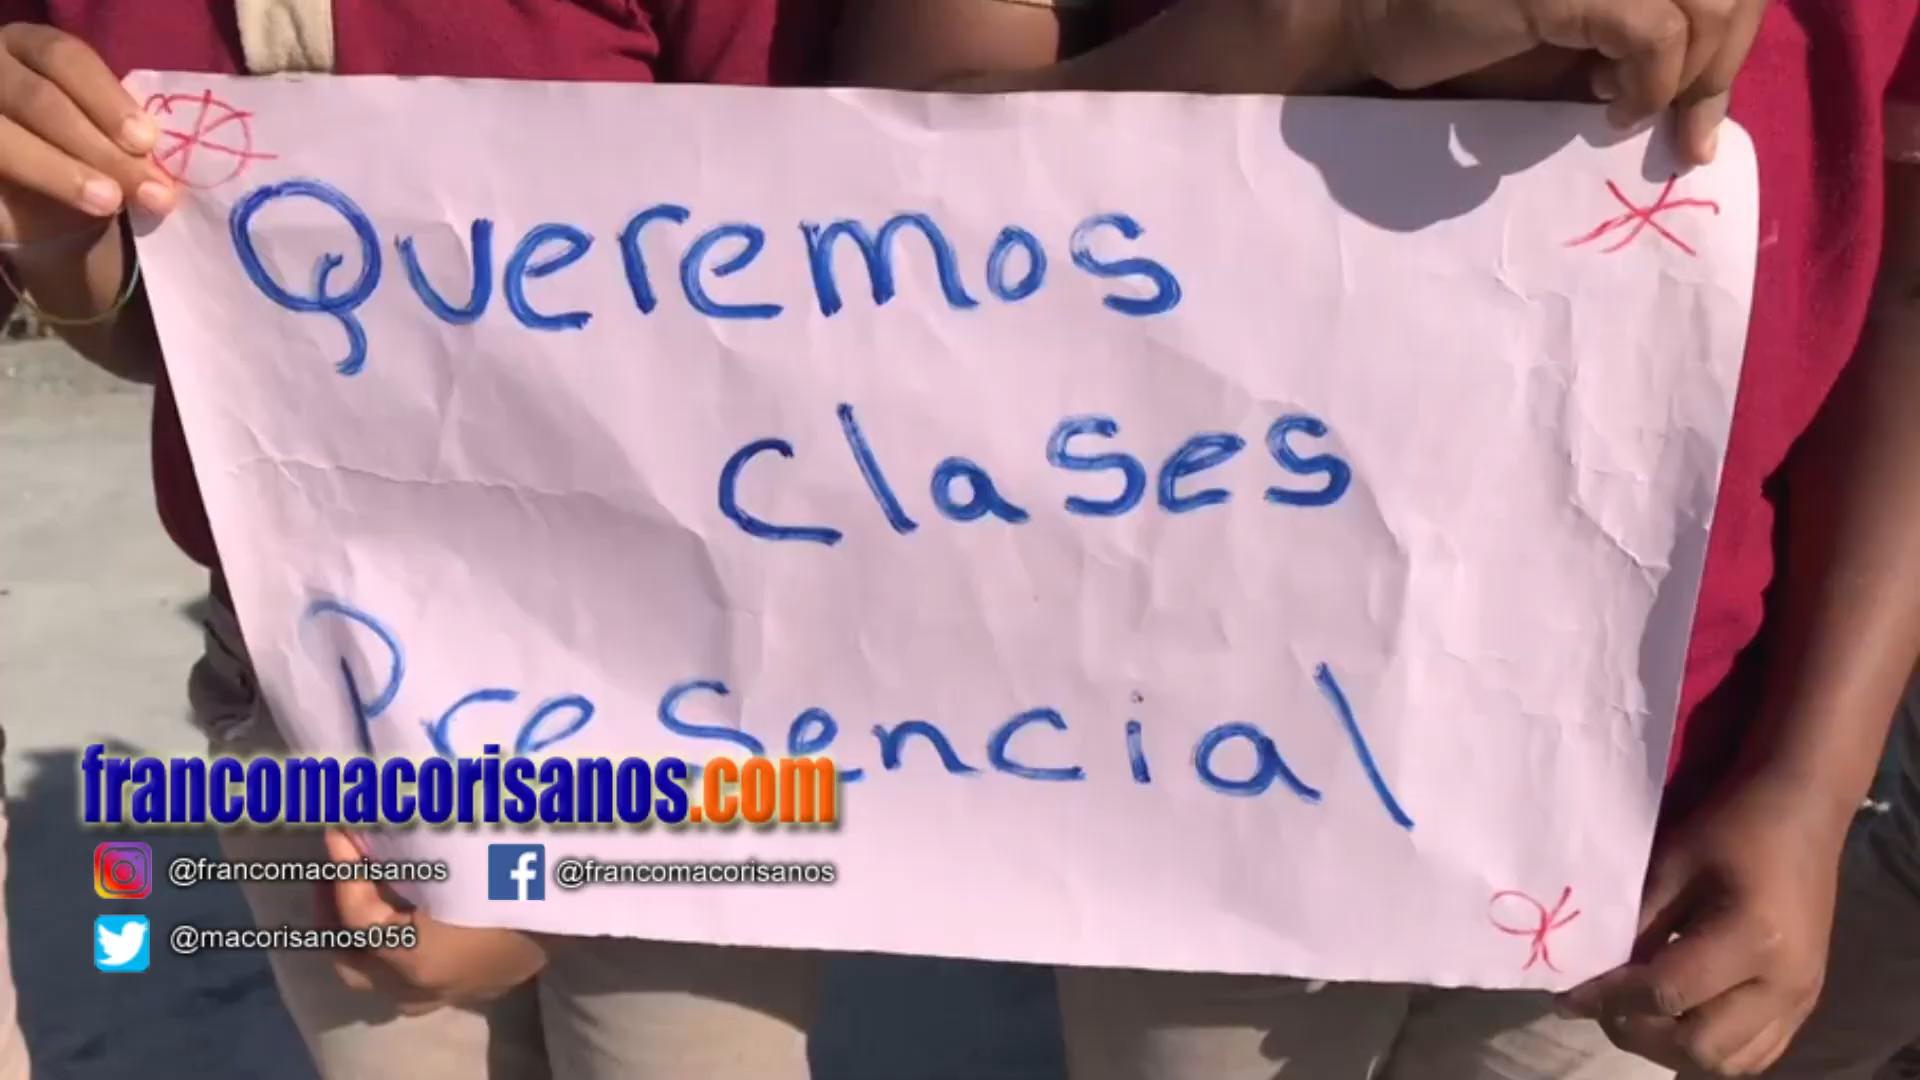 Queremos
clases
Presencial
francomacorisanos.com
@francomacorisanos
@francomacorisanos
@macorisanos056